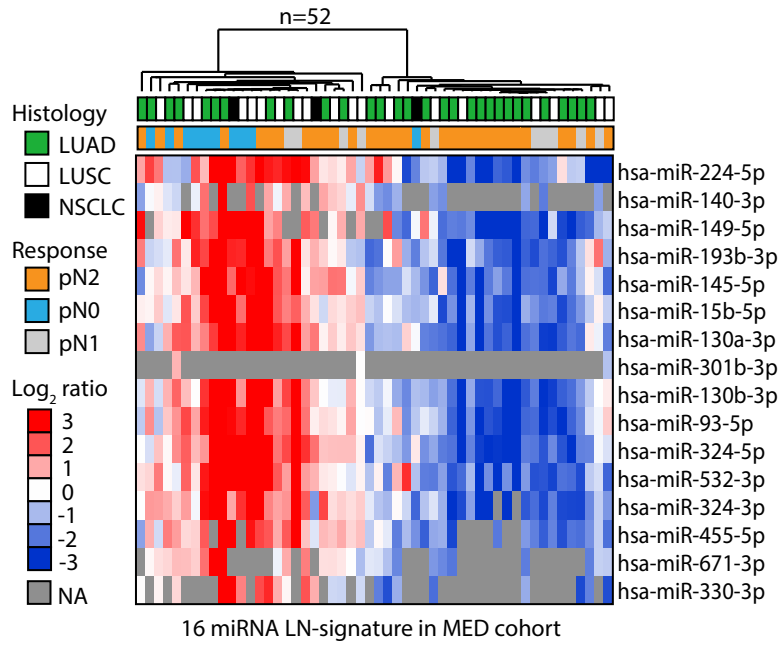 n=52
Histology
LUAD
LUSC
NSCLC
Response
pN2
pN0
pN1
Log2 ratio
3
2
1
0
-1
-2
-3
NA
hsa-miR-224-5p
hsa-miR-140-3p
hsa-miR-149-5p
hsa-miR-193b-3p
hsa-miR-145-5p
hsa-miR-15b-5p
hsa-miR-130a-3p
hsa-miR-301b-3p
hsa-miR-130b-3p
hsa-miR-93-5p
hsa-miR-324-5p
hsa-miR-532-3p
hsa-miR-324-3p
hsa-miR-455-5p
hsa-miR-671-3p
hsa-miR-330-3p
16 miRNA LN-signature in MED cohort